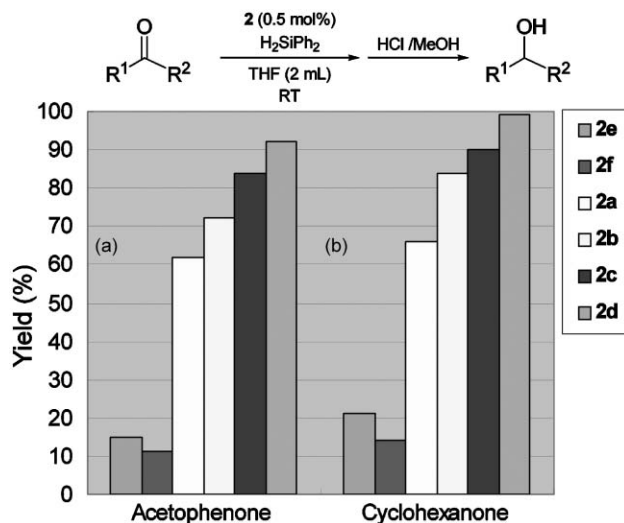 O
R¹ R²
2 (0.5 mol%)
H₂SiPh₂
THF (2 mL)
RT
HCl /MeOH
OH
R¹ R²
Yield (%)
100
90
80
70
60
50
40
30
20
10
0
(a)
(b)
Acetophenone
Cyclohexanone
2e
2f
2a
2b
2c
2d